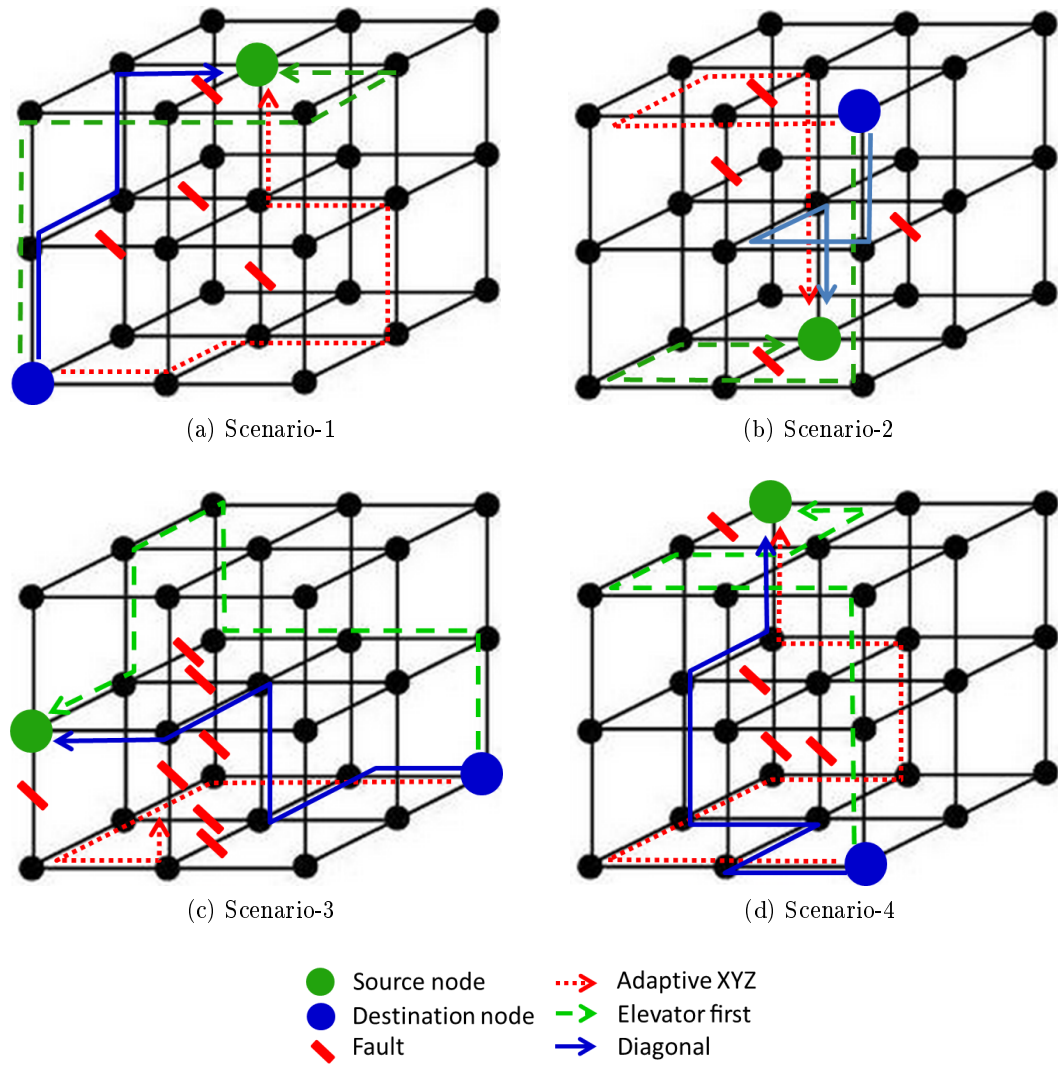 (a) Scenario-1
(b) Scenario-2
(c) Scenario-3
(d) Scenario-4
Source node
Adaptive XYZ
Destination node
Elevator first
Fault
Diagonal